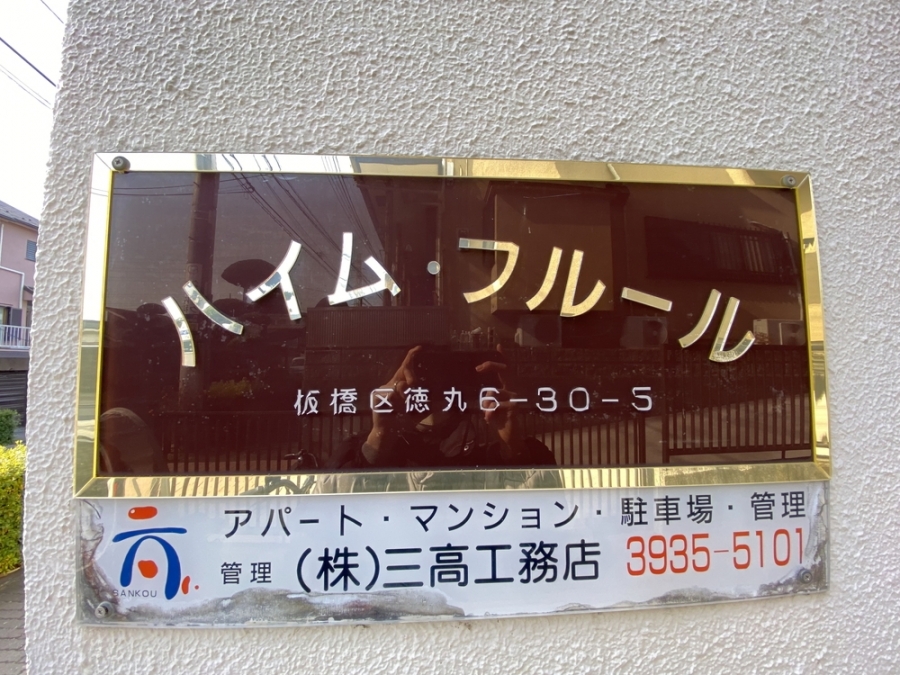 ハイム・フルール
板橋区徳丸6-30-5
アパート・マンション・駐車場・管理
管理 (株)三高工務店 3935-5101
SANKOU